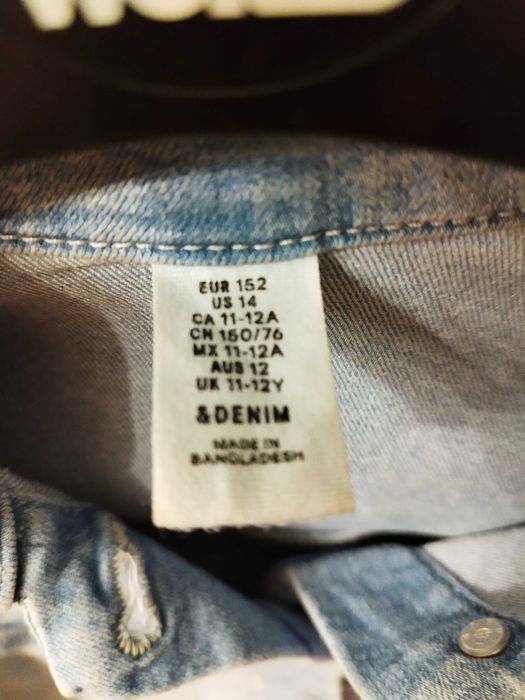 EUR 152
US 14
CA 11-12A
CN 150/76
MX 11-12A
AUS 12
UK 11-12Y
&DENIM
MADE IN
BANGLADESH